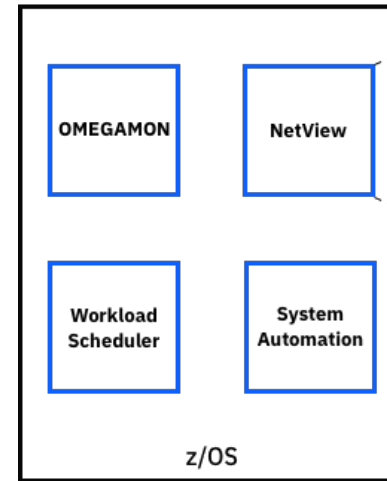 OMEGAMON
NetView
Workload
Scheduler
System
Automation
z/OS